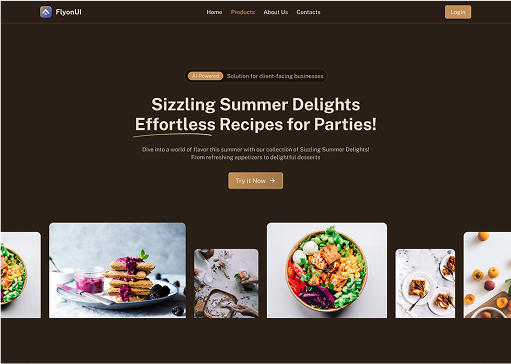 FlyonUI
Home Products About Us Contacts
Login
AI-Powered Solution for client-facing businesses
Sizzling Summer Delights
Effortless Recipes for Parties!
Dive into a world of flavor this summer with our collection of Sizzling Summer Delights!
From refreshing appetizers to delightful desserts
Try it Now →